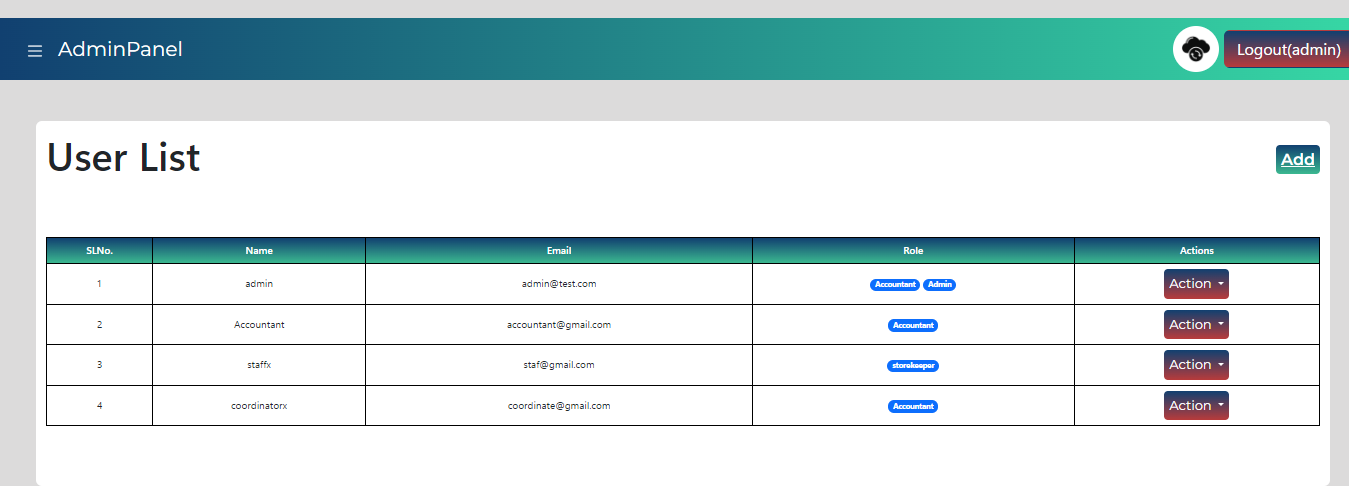 AdminPanel Logout(admin)
User List Add
Sl.No. Name Email Role Actions
1 admin admin@test.com Accountant Admin Action
2 Accountant accountant@gmail.com Accountant Action
3 staffx staf@gmail.com storekeeper Action
4 coordinatorx coordinate@gmail.com Accountant Action